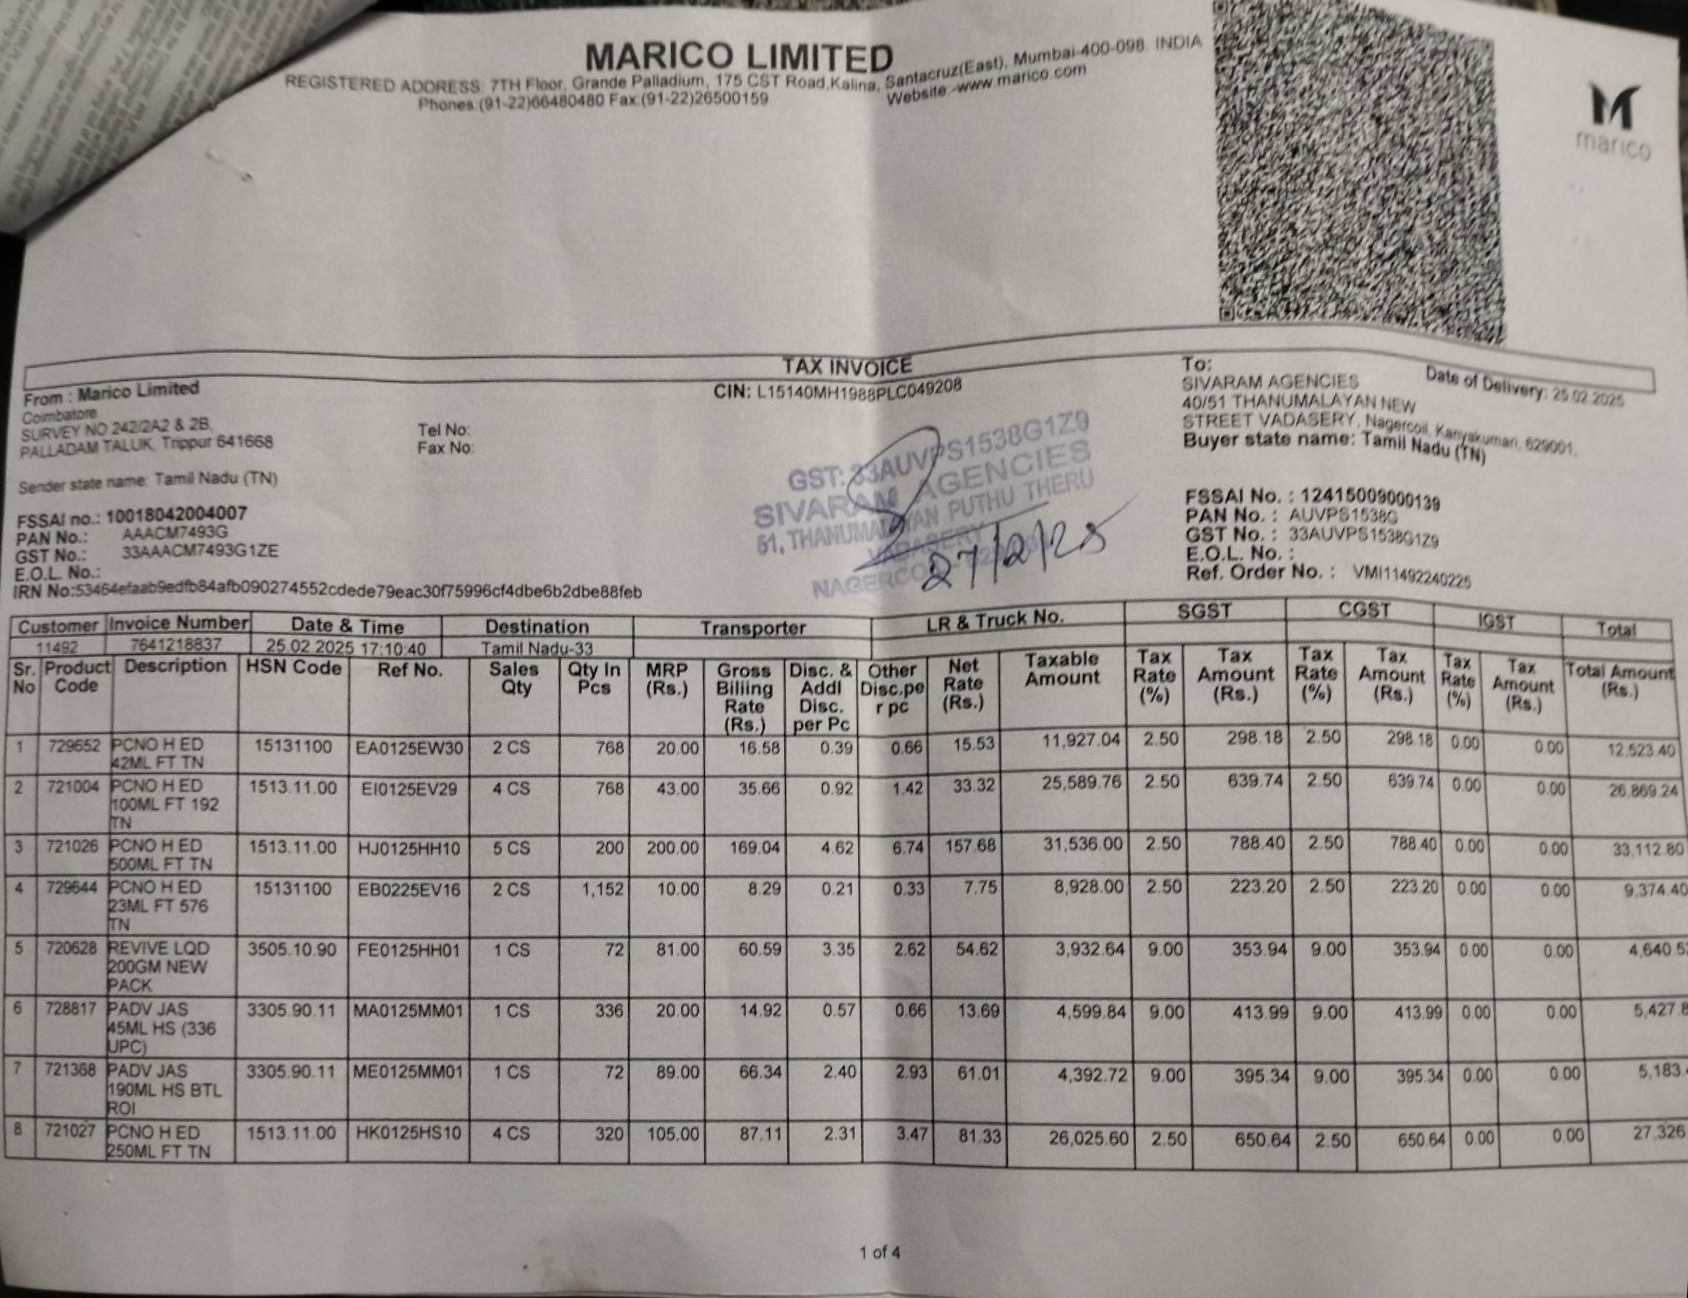 MARICO LIMITED
REGISTERED ADDRESS: 7TH Floor, Grande Palladium, 175 CST Road,Kalina, Santacruz(East), Mumbai-400-098. INDIA
Phones:(91-22)66480480 Fax:(91-22)26500159 Website:-www.marico.com
marico
TAX INVOICE
CIN: L15140MH1988PLC049208
From : Marico Limited
Coimbatore
SURVEY NO 242/2A2 & 2B,
PALLADAM TALUK, Trippur 641668
Sender state name: Tamil Nadu (TN)
FSSAI no.: 10018042004007
PAN No.: AAACM7493G
GST No.: 33AAACM7493G1ZE
E.O.L. No.:
IRN No:53464efaab9edfb84afb090274552cdede79eac30f75996cf4dbe6b2dbe88feb
Tel No:
Fax No:
GST: 33AUVPS1538G1Z9
SIVARAM AGENCIES
51, THANUMALAYAN PUTHU THERU
VADASERY
NAGERCO
27/2/25
To:
SIVARAM AGENCIES
40/51 THANUMALAYAN NEW
STREET VADASERY, Nagercoil, Kanyakumari, 629001,
Buyer state name: Tamil Nadu (TN)
Date of Delivery: 25.02.2025
FSSAI No. : 12415009000139
PAN No. : AUVPS1538G
GST No. : 33AUVPS1538G1Z9
E.O.L. No. :
Ref. Order No. : VMI11492240225
Customer Invoice Number Date & Time Destination Transporter LR & Truck No. SGST CGST IGST Total
11492 7641218837 25.02.2025 17:10:40 Tamil Nadu-33
Sr. No Product Code Description HSN Code Ref No. Sales Qty Qty In Pcs MRP (Rs.) Gross Billing Rate (Rs.) Disc. & Addl Disc. per Pc Other Disc.pe r pc Net Rate (Rs.) Taxable Amount Tax Rate (%) Tax Amount (Rs.) Tax Rate (%) Tax Amount (Rs.) Tax Rate (%) Tax Amount (Rs.) Total Amount (Rs.)
1 729652 PCNO H ED 42ML FT TN 15131100 EA0125EW30 2 CS 768 20.00 16.58 0.39 0.66 15.53 11,927.04 2.50 298.18 2.50 298.18 0.00 0.00 12,523.40
2 721004 PCNO H ED 100ML FT 192 TN 1513.11.00 EI0125EV29 4 CS 768 43.00 35.66 0.92 1.42 33.32 25,589.76 2.50 639.74 2.50 639.74 0.00 0.00 26,869.24
3 721026 PCNO H ED 500ML FT TN 1513.11.00 HJ0125HH10 5 CS 200 200.00 169.04 4.62 6.74 157.68 31,536.00 2.50 788.40 2.50 788.40 0.00 0.00 33,112.80
4 729644 PCNO H ED 23ML FT 576 TN 15131100 EB0225EV16 2 CS 1,152 10.00 8.29 0.21 0.33 7.75 8,928.00 2.50 223.20 2.50 223.20 0.00 0.00 9,374.40
5 720628 REVIVE LQD 200GM NEW PACK 3505.10.90 FE0125HH01 1 CS 72 81.00 60.59 3.35 2.62 54.62 3,932.64 9.00 353.94 9.00 353.94 0.00 0.00 4,640.5
6 728817 PADV JAS 45ML HS (336 UPC) 3305.90.11 MA0125MM01 1 CS 336 20.00 14.92 0.57 0.66 13.69 4,599.84 9.00 413.99 9.00 413.99 0.00 0.00 5,427.8
7 721368 PADV JAS 190ML HS BTL ROI 3305.90.11 ME0125MM01 1 CS 72 89.00 66.34 2.40 2.93 61.01 4,392.72 9.00 395.34 9.00 395.34 0.00 0.00 5,183.
8 721027 PCNO H ED 250ML FT TN 1513.11.00 HK0125HS10 4 CS 320 105.00 87.11 2.31 3.47 81.33 26,025.60 2.50 650.64 2.50 650.64 0.00 0.00 27,326
1 of 4